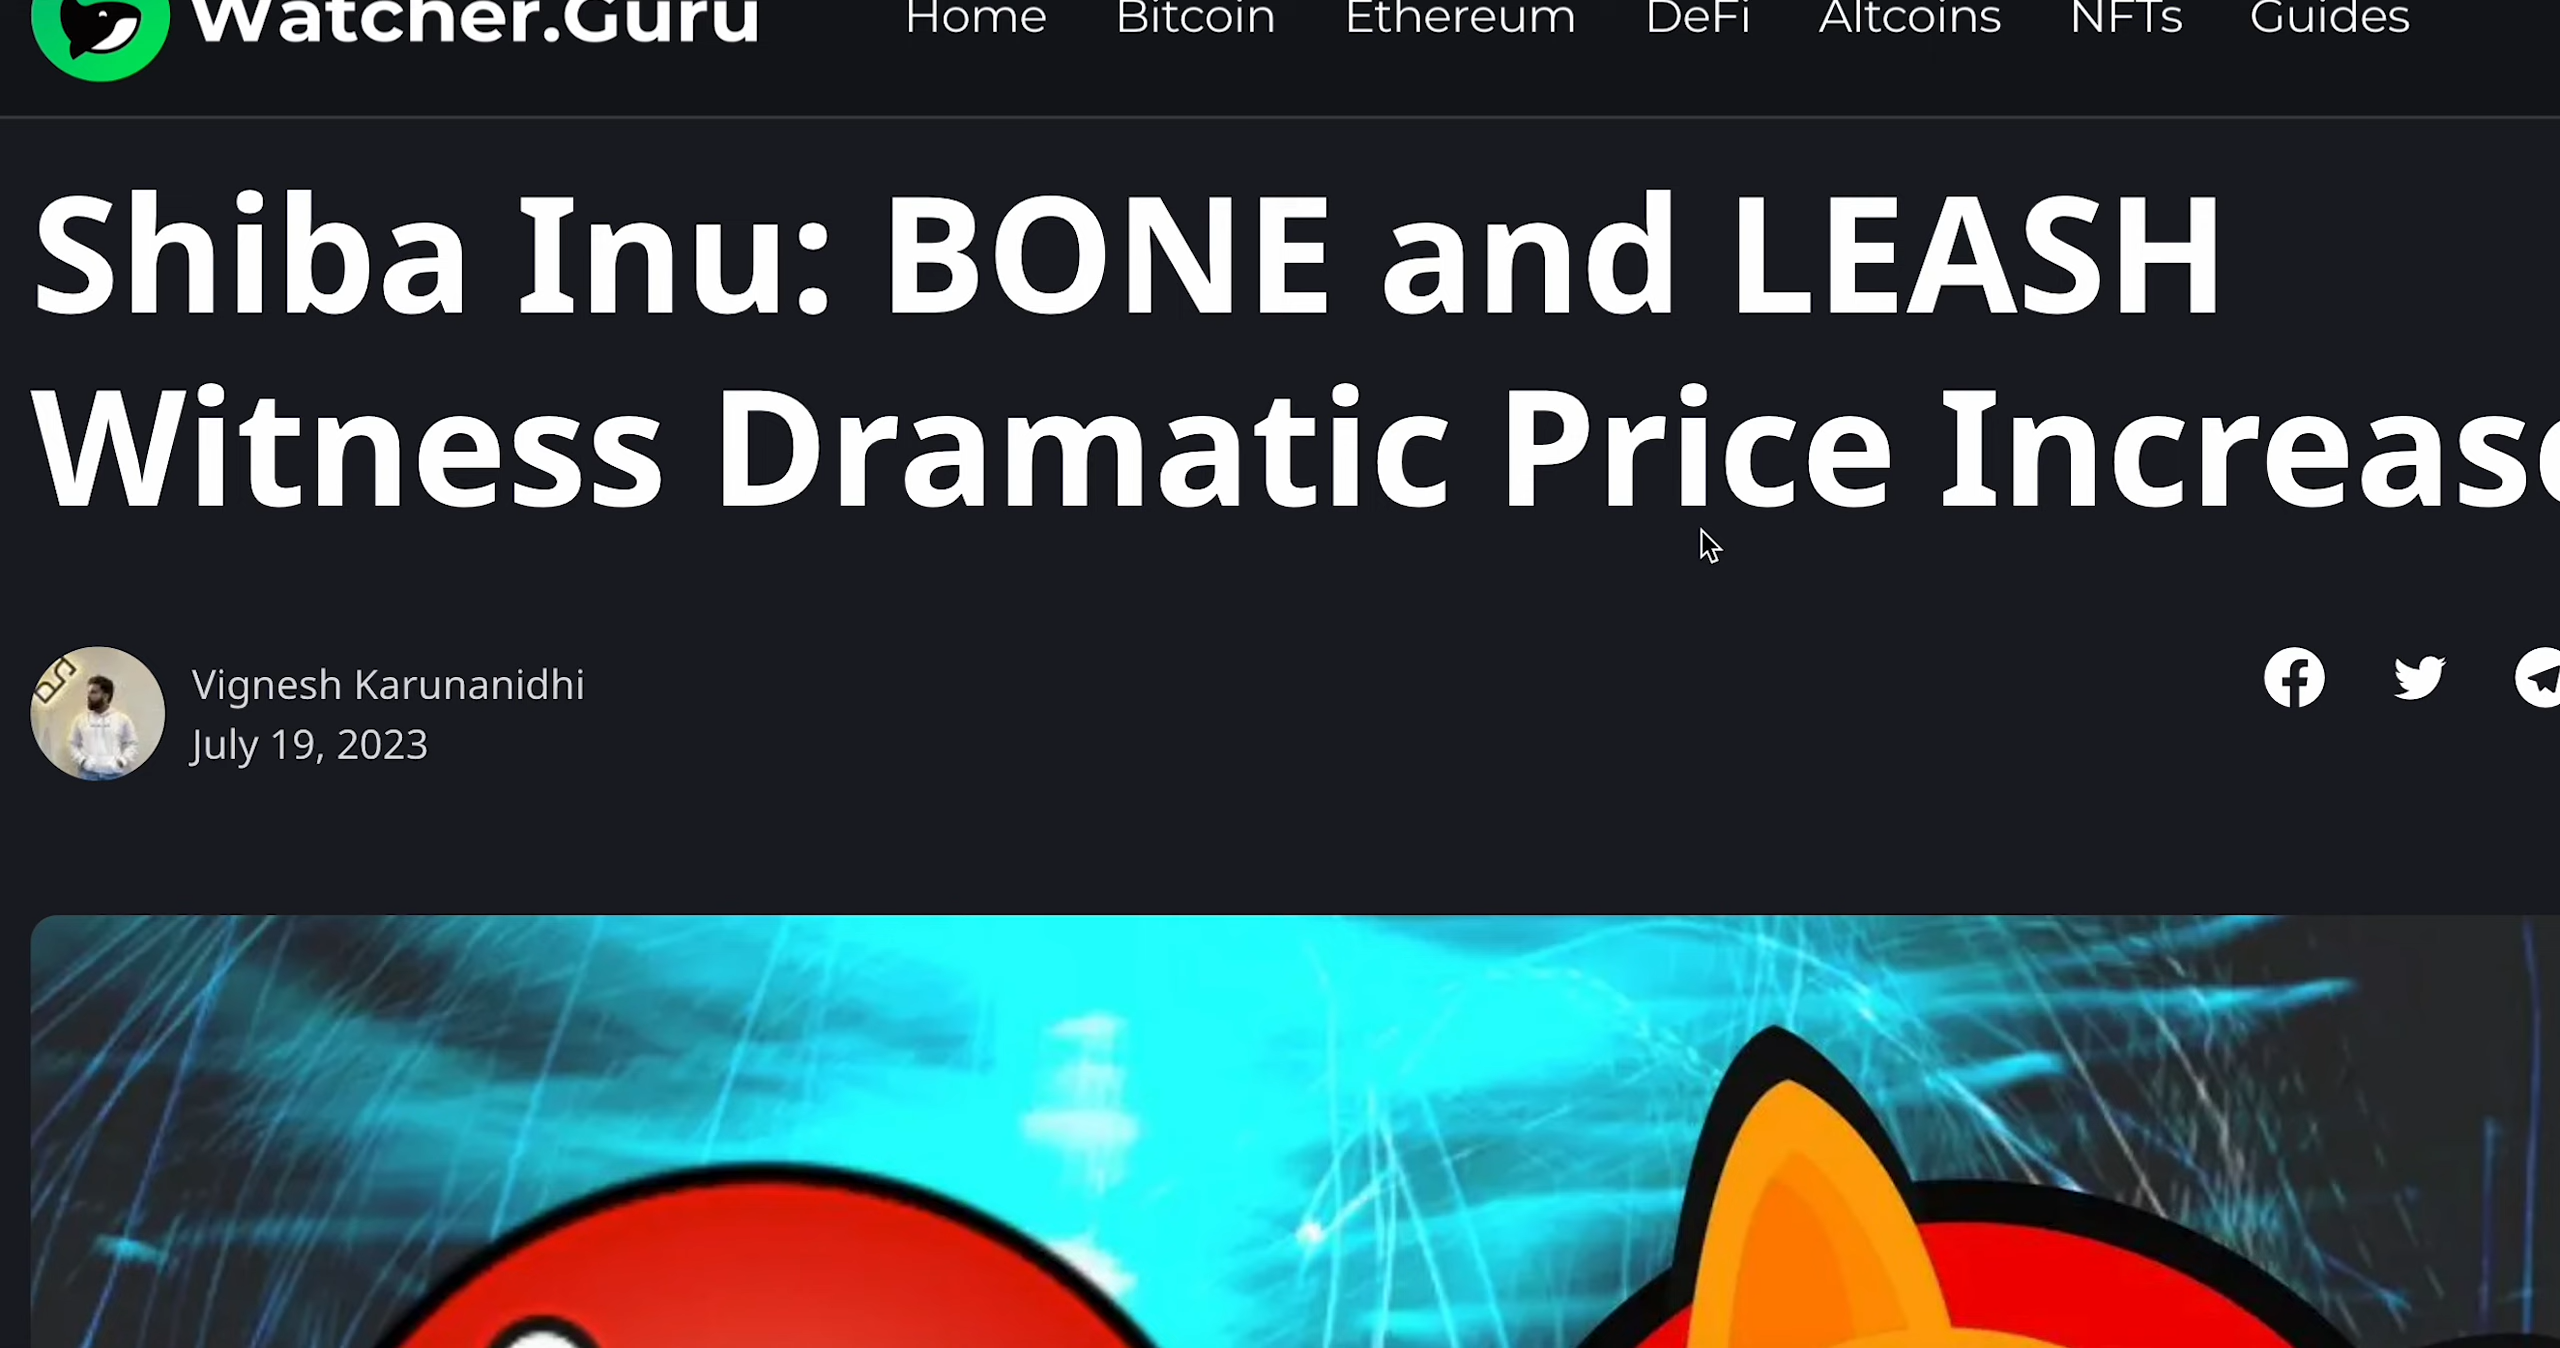 Watcher.Guru Home Bitcoin Ethereum DeFi Altcoins NFTs Guides
Shiba Inu: BONE and LEASH
Witness Dramatic Price Increase
Vignesh Karunanidhi
July 19, 2023